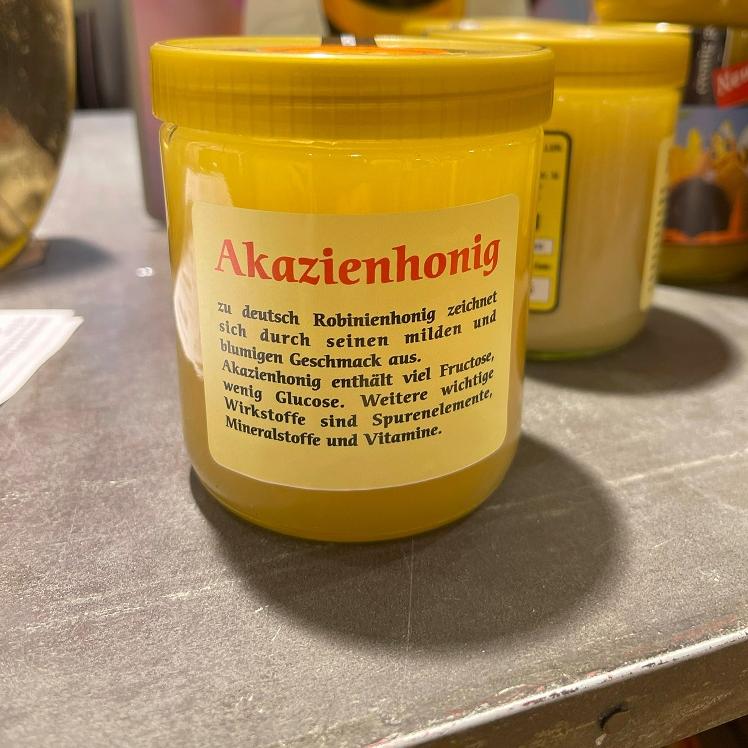 Akazienhonig
zu deutsch Robinienhonig zeichnet
sich durch seinen milden und
blumigen Geschmack aus.
Akazienhonig enthält viel Fructose,
wenig Glucose. Weitere wichtige
Wirkstoffe sind Spurenelemente,
Mineralstoffe und Vitamine.